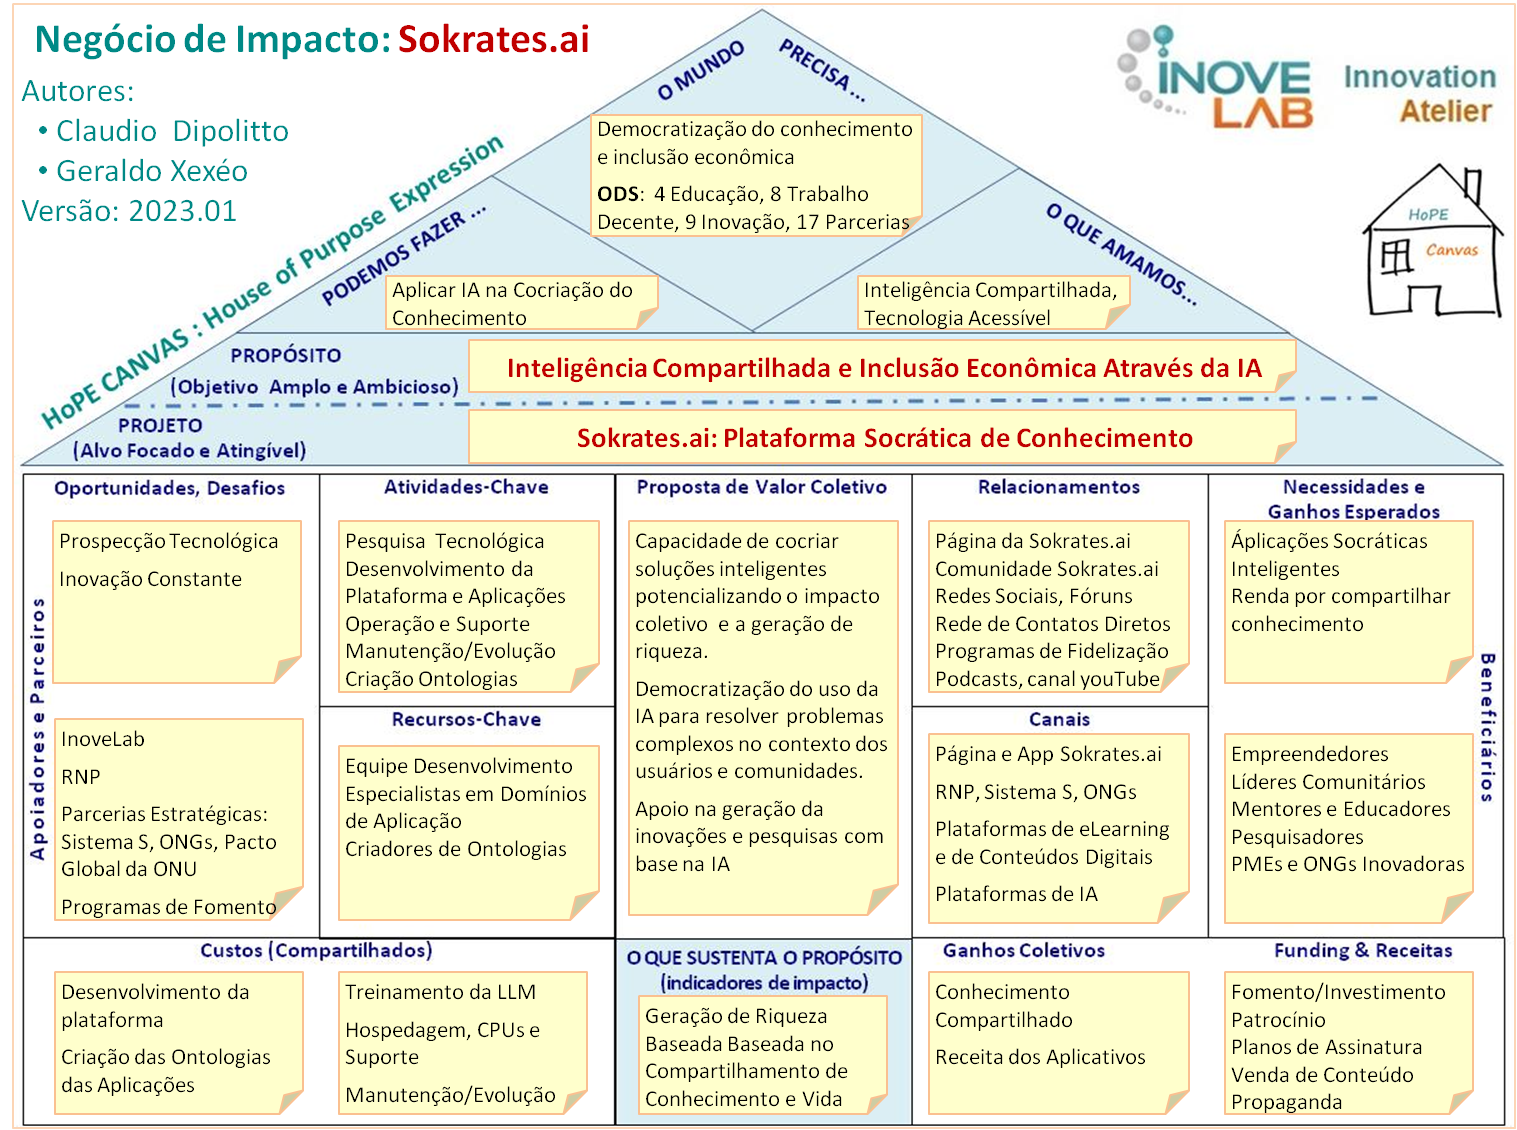 Negócio de Impacto: Sokrates.ai
Autores:
• Claudio Dipolitto
• Geraldo Xexéo
Versão: 2023.01
HoPE CANVAS : House of Purpose Expression
INOVE
LAB
Innovation
Atelier
HoPE
Canvas
O MUNDO
PRECISA ...
Democratização do conhecimento
e inclusão econômica
ODS: 4 Educação, 8 Trabalho
Decente, 9 Inovação, 17 Parcerias
PODEMOS FAZER ...
Aplicar IA na Cocriação do
Conhecimento
O QUE AMAMOS...
Inteligência Compartilhada,
Tecnologia Acessível
PROPÓSITO
(Objetivo Amplo e Ambicioso)
Inteligência Compartilhada e Inclusão Econômica Através da IA
PROJETO
(Alvo Focado e Atingível)
Sokrates.ai: Plataforma Socrática de Conhecimento
Apoiadores e Parceiros
Oportunidades, Desafios
Prospecção Tecnológica
Inovação Constante
InoveLab
RNP
Parcerias Estratégicas:
Sistema S, ONGs, Pacto
Global da ONU
Programas de Fomento
Atividades-Chave
Pesquisa Tecnológica
Desenvolvimento da
Plataforma e Aplicações
Operação e Suporte
Manutenção/Evolução
Criação Ontologias
Recursos-Chave
Equipe Desenvolvimento
Especialistas em Domínios
de Aplicação
Criadores de Ontologias
Proposta de Valor Coletivo
Capacidade de cocriar
soluções inteligentes
potencializando o impacto
coletivo e a geração de
riqueza.
Democratização do uso da
IA para resolver problemas
complexos no contexto dos
usuários e comunidades.
Apoio na geração da
inovações e pesquisas com
base na IA
Relacionamentos
Página da Sokrates.ai
Comunidade Sokrates.ai
Redes Sociais, Fóruns
Rede de Contatos Diretos
Programas de Fidelização
Podcasts, canal youTube
Canais
Página e App Sokrates.ai
RNP, Sistema S, ONGs
Plataformas de eLearning
e de Conteúdos Digitais
Plataformas de IA
Necessidades e
Ganhos Esperados
Áplicações Socráticas
Inteligentes
Renda por compartilhar
conhecimento
Empreendedores
Líderes Comunitários
Mentores e Educadores
Pesquisadores
PMEs e ONGs Inovadoras
Beneficiários
Custos (Compartilhados)
Desenvolvimento da
plataforma
Criação das Ontologias
das Aplicações
Treinamento da LLM
Hospedagem, CPUs e
Suporte
Manutenção/Evolução
O QUE SUSTENTA O PROPÓSITO
(indicadores de impacto)
Geração de Riqueza
Baseada Baseada no
Compartilhamento de
Conhecimento e Vida
Ganhos Coletivos
Conhecimento
Compartilhado
Receita dos Aplicativos
Funding & Receitas
Fomento/Investimento
Patrocínio
Planos de Assinatura
Venda de Conteúdo
Propaganda